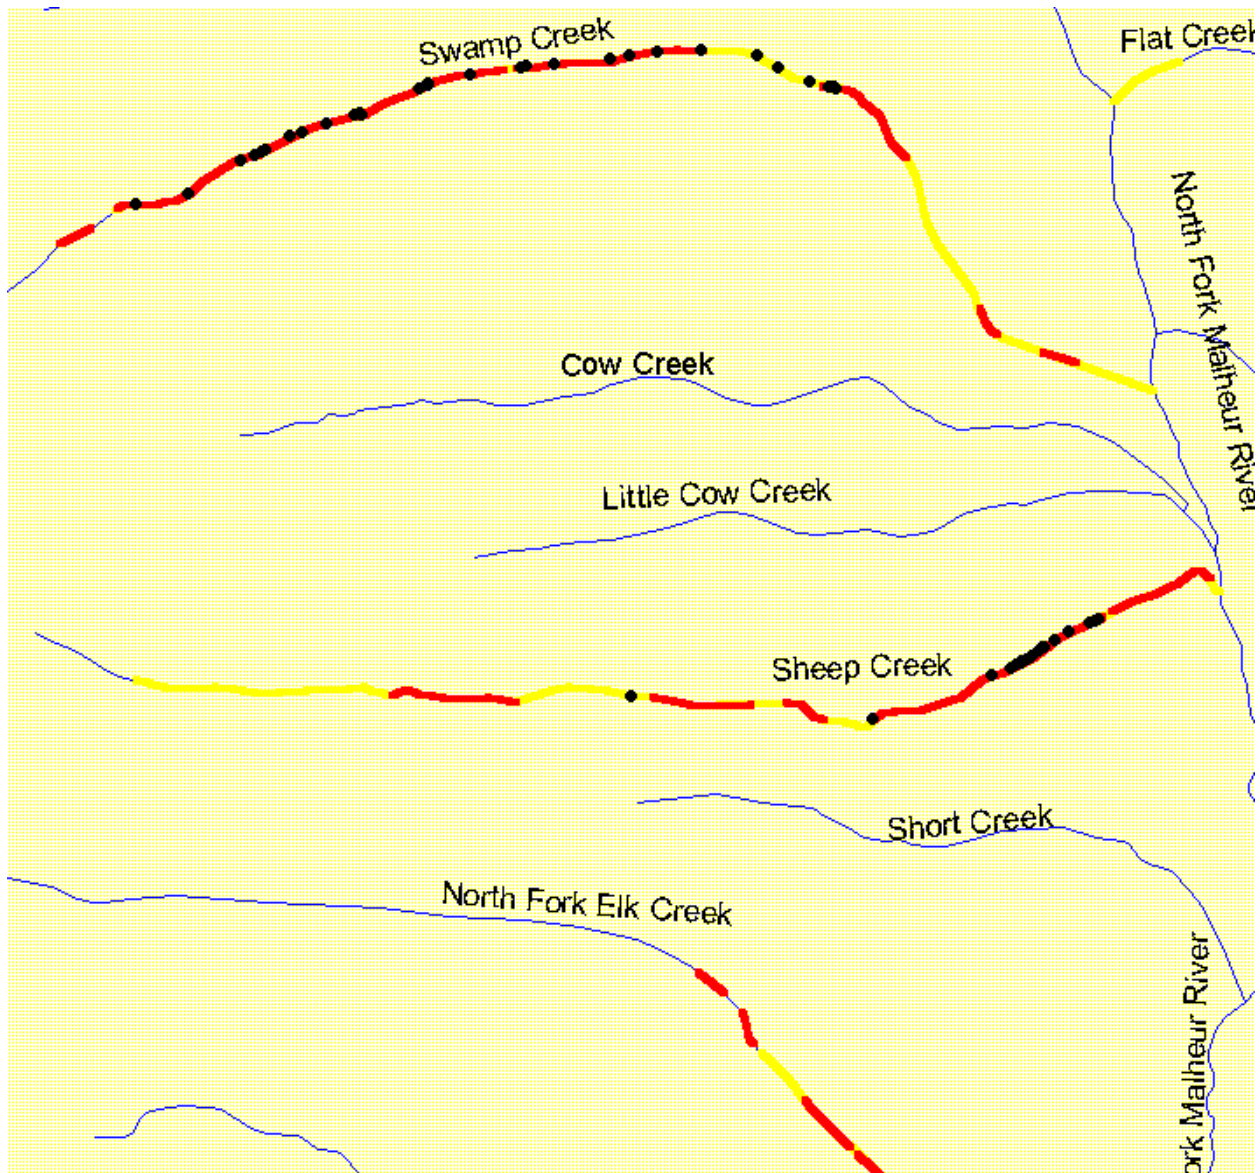 Swamp Creek
Flat Creek
North Fork Malheur River
Cow Creek
Little Cow Creek
Sheep Creek
Short Creek
North Fork Elk Creek
ork Malheur River